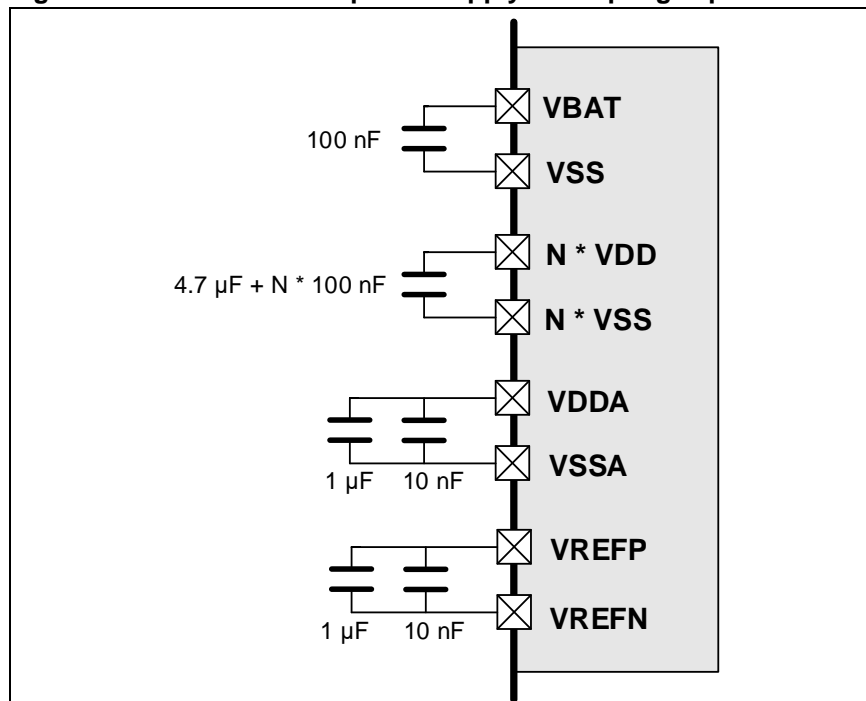 100 nF
VBAT
VSS
4.7 μF + N * 100 nF
N * VDD
N * VSS
VDDA
VSSA
1 μF 10 nF
VREFP
VREFN
1 μF 10 nF